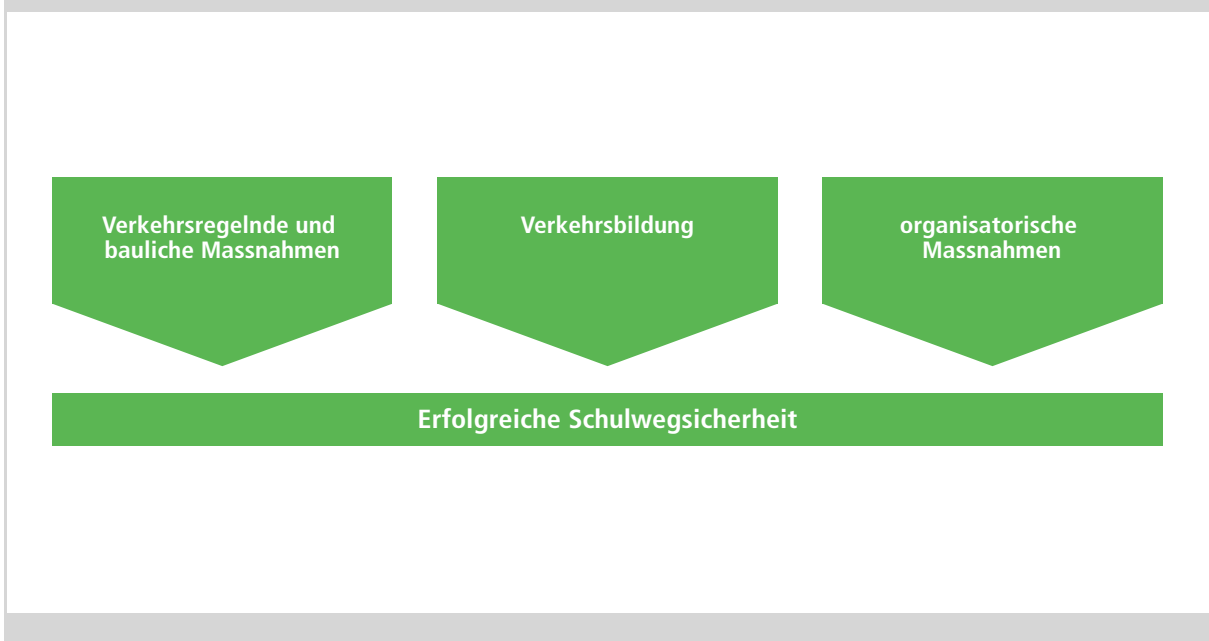 Verkehrsregelnde und
bauliche Massnahmen
Verkehrsbildung
organisatorische
Massnahmen
Erfolgreiche Schulwegsicherheit